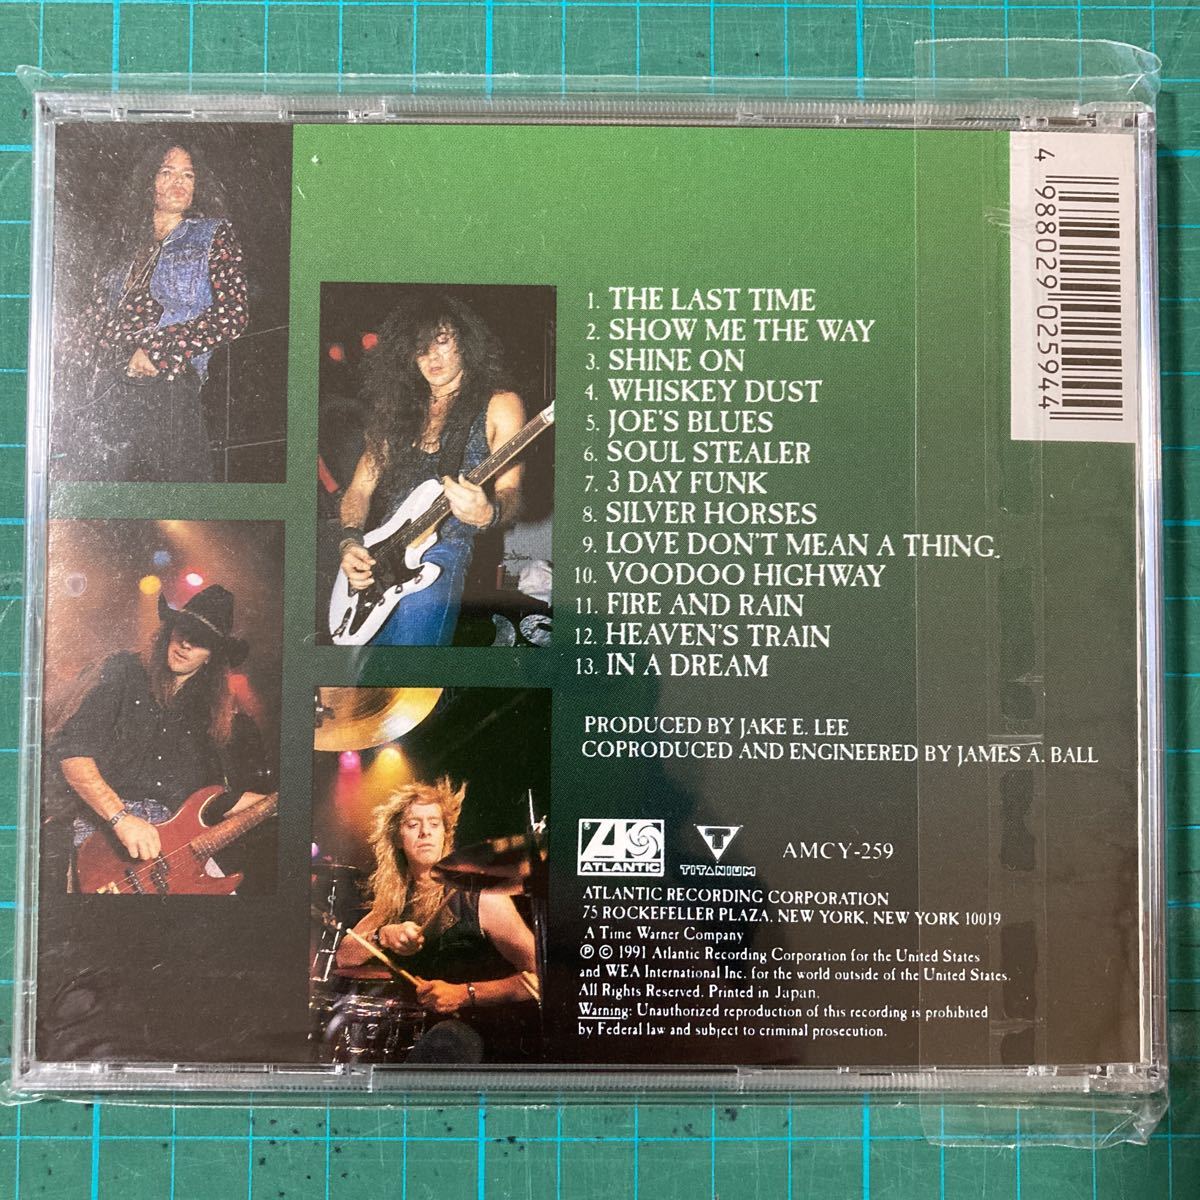 1. THE LAST TIME
2. SHOW ME THE WAY
3. SHINE ON
4. WHISKEY DUST
5. JOE'S BLUES
6. SOUL STEALER
7. 3 DAY FUNK
8. SILVER HORSES
9. LOVE DON'T MEAN A THING.
10. VOODOO HIGHWAY
11. FIRE AND RAIN
12. HEAVEN'S TRAIN
13. IN A DREAM
PRODUCED BY JAKE E. LEE
COPRODUCED AND ENGINEERED BY JAMES A. BALL
ATLANTIC
TITANIUM
AMCY-259
ATLANTIC RECORDING CORPORATION
75 ROCKEFELLER PLAZA, NEW YORK, NEW YORK 10019
A Time Warner Company
℗ © 1991 Atlantic Recording Corporation for the United States
and WEA International Inc. for the world outside of the United States.
All Rights Reserved. Printed in Japan.
Warning: Unauthorized reproduction of this recording is prohibited
by Federal law and subject to criminal prosecution.
4 988029 025944